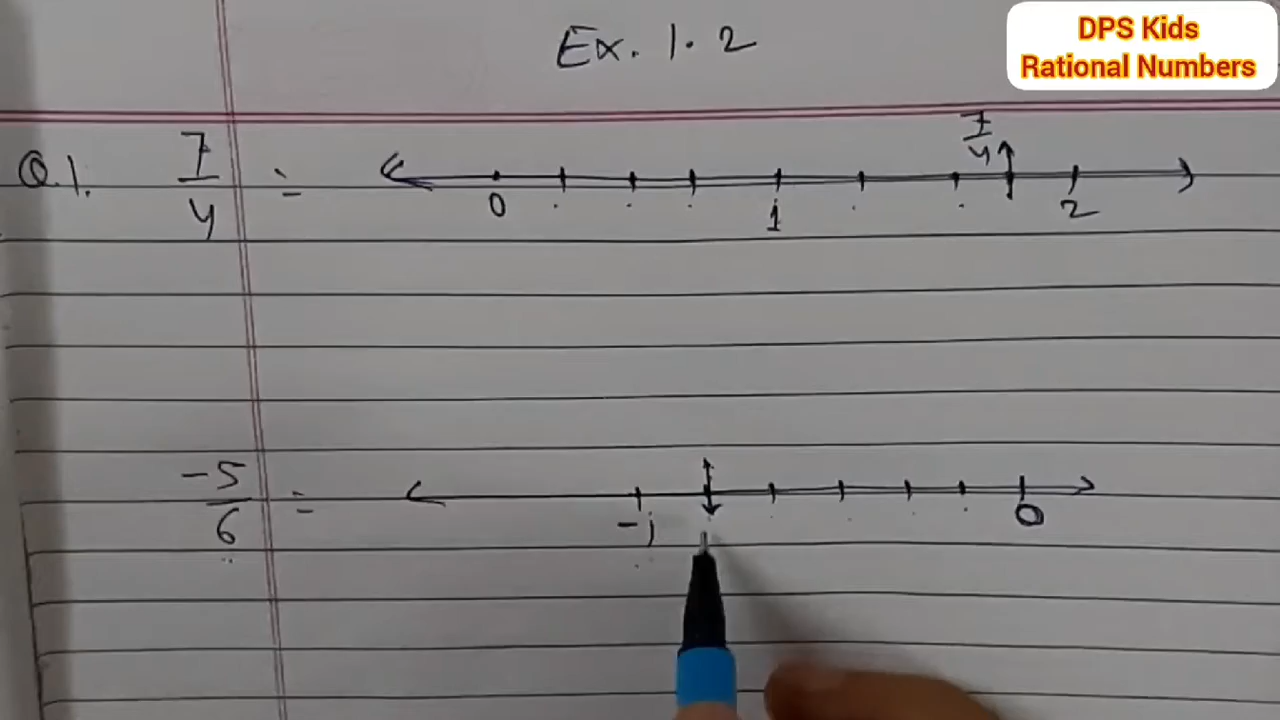 DPS Kids
Rational Numbers
Ex. 1.2
Q.1. 7/4 =
7/4
0 1 2
-5/6 =
-1 0